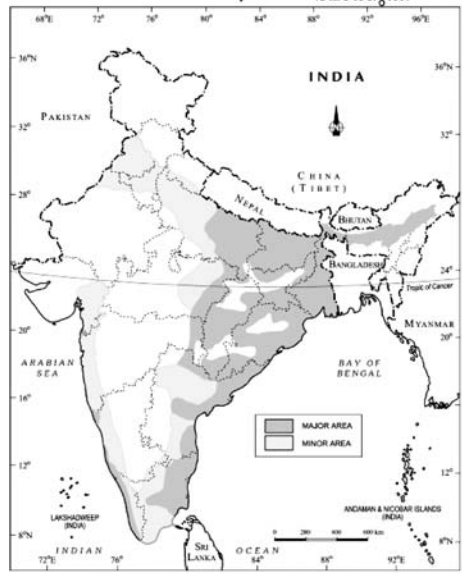 68°E
72°E
76°E
80°E
84°E
88°E
92°E
96°E
36°N
36°N
INDIA
PAKISTAN
32°N
32°N
CHINA
(TIBET)
28°N
28°N
NEPAL
BHUTAN
BANGLADESH
24°N
24°N
Tropic of Cancer
MYANMAR
20°N
20°N
ARABIAN
SEA
BAY OF
BENGAL
16°N
16°N
MAJOR AREA
MINOR AREA
12°N
12°N
LAKSHADWEEP
(INDIA)
ANDAMAN AND NICOBAR ISLANDS
(INDIA)
8°N
8°N
SRI
LANKA
INDIAN
OCEAN
72°E
76°E
84°E
88°E
92°E